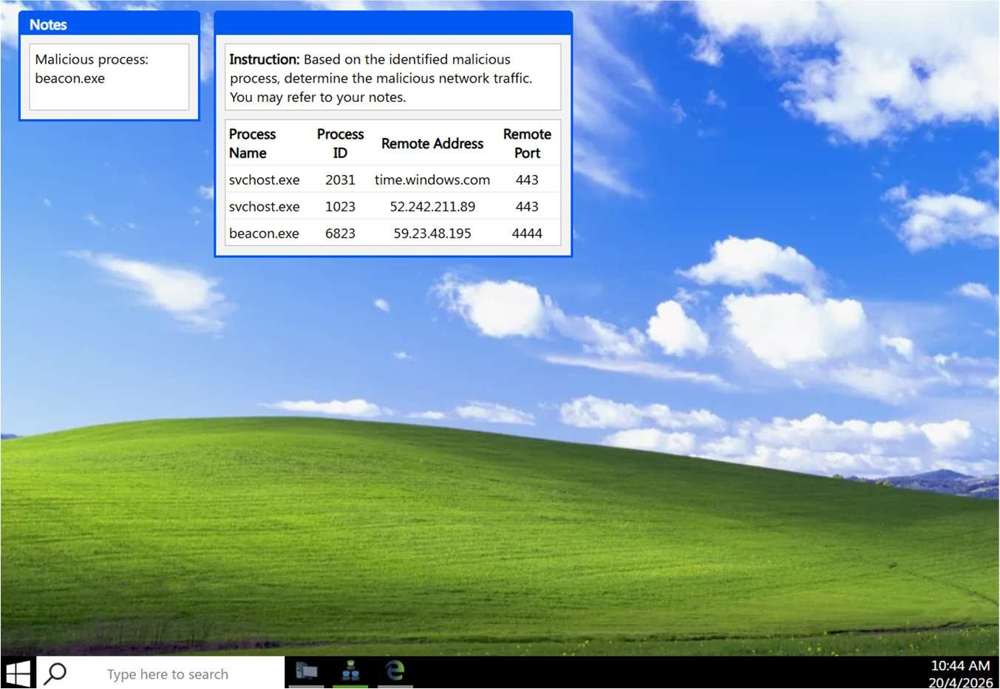 Notes
Malicious process:
beacon.exe
Instruction: Based on the identified malicious
process, determine the malicious network traffic.
You may refer to your notes.
Process Name Process ID Remote Address Remote Port
svchost.exe 2031 time.windows.com 443
svchost.exe 1023 52.242.211.89 443
beacon.exe 6823 59.23.48.195 4444
Type here to search
10:44 AM
20/4/2026